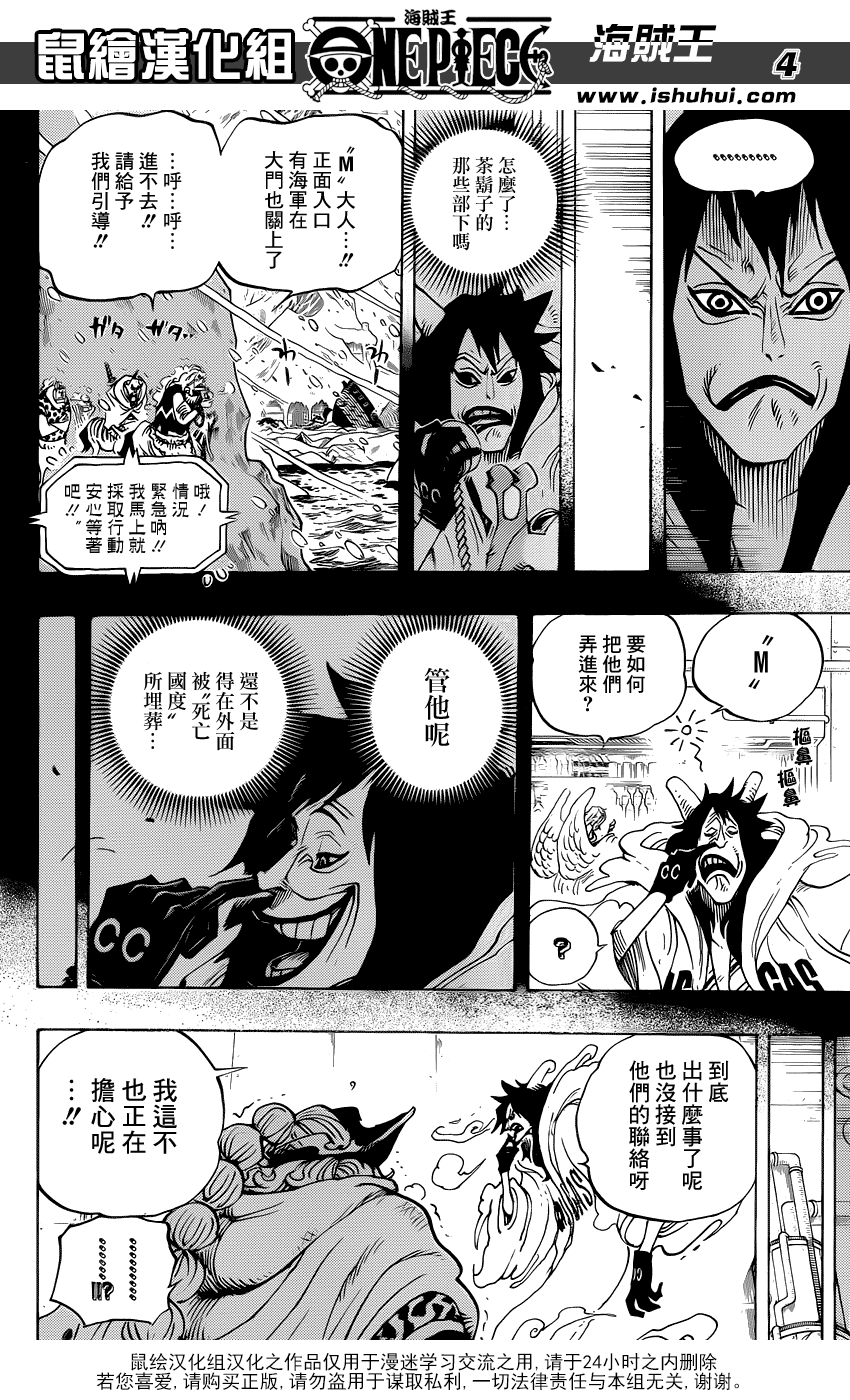 鼠繪漢化組
海賊王
ONE PIECE
海賊王
4
www.ishuhui.com
…………
怎麼了…
茶鬍子的
那些部下嗎
"M"大人…!!
正面入口
有海軍在
大門也關上了
…呼…呼…
進不去!!
請給予
我們引導!!
ガタ
ガタ…
哦!
情況
緊急吶!!
我馬上就
採取行動
安心等著
吧!!"
"M"
要如何
把他們
弄進來?
摳鼻
摳鼻
CC
GAS
?
管他呢
還不是
得在外面
被"死亡
國度"
所埋葬…
CC
到底
出什麼事了呢
也沒接到
他們的聯絡呀
GAS
我這不
也正在
擔心呢
…!!
…………
………!!?
鼠绘汉化组汉化之作品仅用于漫迷学习交流之用, 请于24小时之内删除
若您喜爱, 请购买正版, 请勿盗用于谋取私利, 一切法律责任与本组无关, 谢谢。